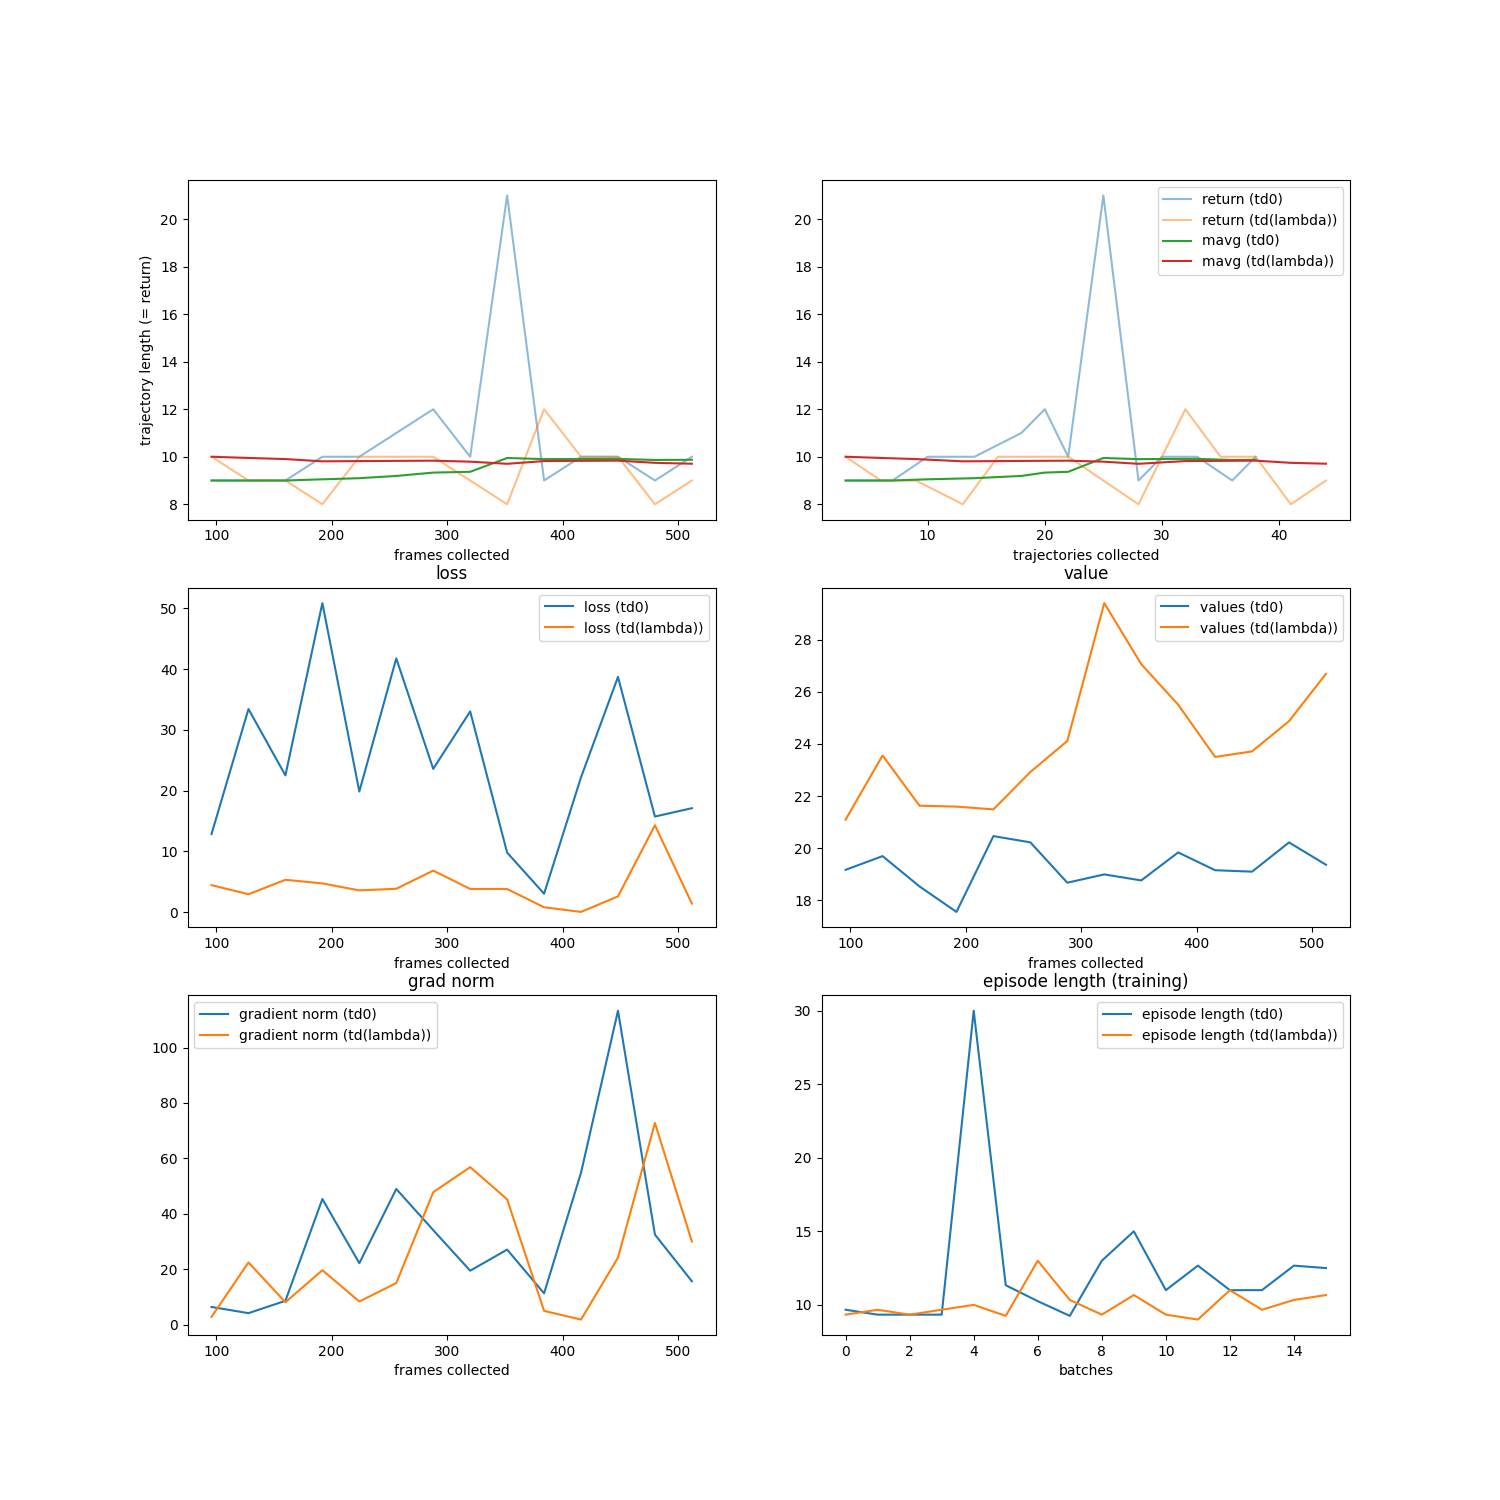 20
18
16
14
12
10
8
trajectory length (= return)
100 200 300 400 500
frames collected
return (td0)
return (td(lambda))
mavg (td0)
mavg (td(lambda))
20
18
16
14
12
10
8
10 20 30 40
trajectories collected
loss
loss (td0)
loss (td(lambda))
50
40
30
20
10
0
100 200 300 400 500
frames collected
value
values (td0)
values (td(lambda))
28
26
24
22
20
18
100 200 300 400 500
frames collected
grad norm
gradient norm (td0)
gradient norm (td(lambda))
100
80
60
40
20
0
100 200 300 400 500
frames collected
episode length (training)
episode length (td0)
episode length (td(lambda))
30
25
20
15
10
0 2 4 6 8 10 12 14
batches